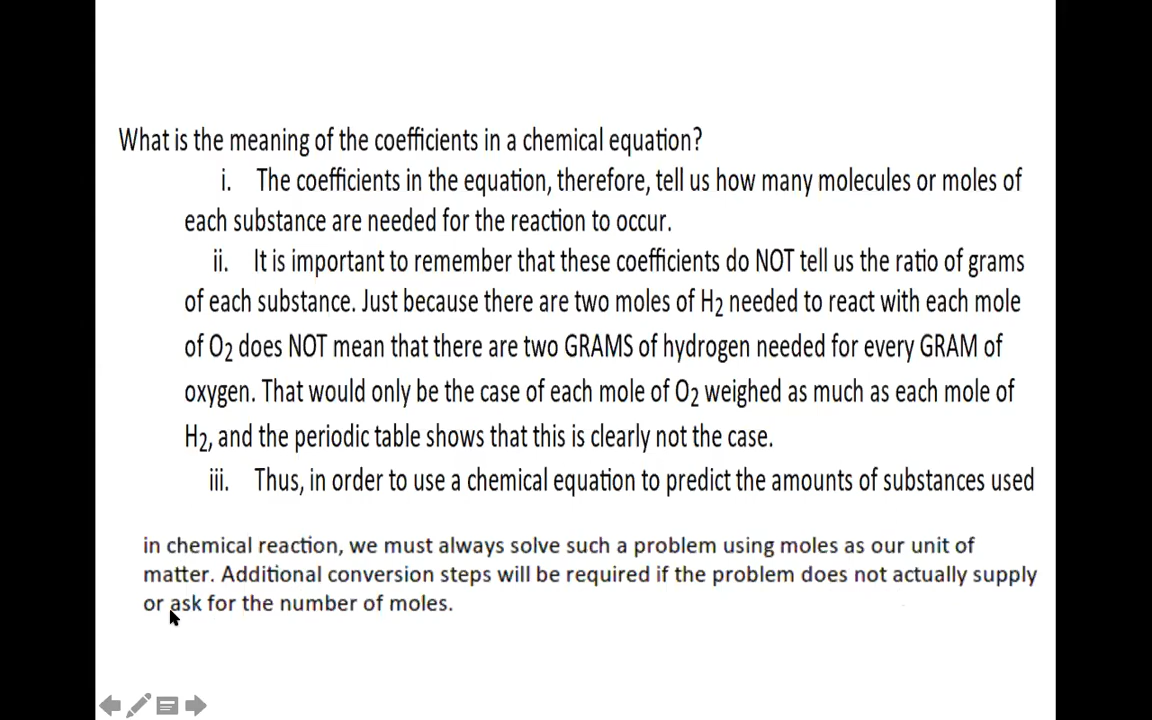 What is the meaning of the coefficients in a chemical equation?
i. The coefficients in the equation, therefore, tell us how many molecules or moles of
each substance are needed for the reaction to occur.
ii. It is important to remember that these coefficients do NOT tell us the ratio of grams
of each substance. Just because there are two moles of H₂ needed to react with each mole
of O₂ does NOT mean that there are two GRAMS of hydrogen needed for every GRAM of
oxygen. That would only be the case of each mole of O₂ weighed as much as each mole of
H₂, and the periodic table shows that this is clearly not the case.
iii. Thus, in order to use a chemical equation to predict the amounts of substances used
in chemical reaction, we must always solve such a problem using moles as our unit of
matter. Additional conversion steps will be required if the problem does not actually supply
or ask for the number of moles.